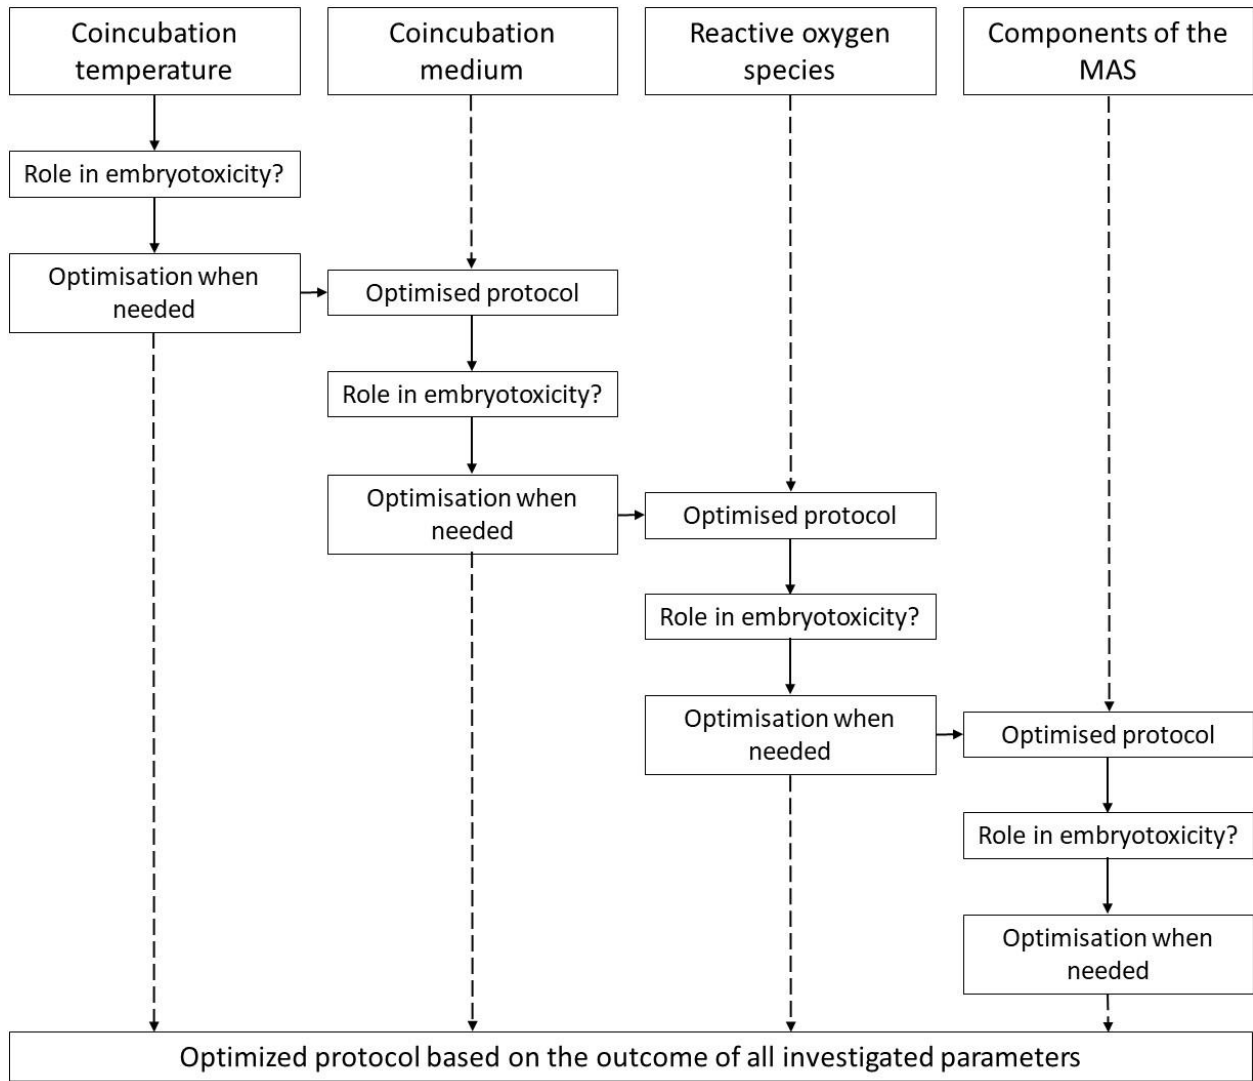 Coincubation
temperature
Coincubation
medium
Reactive oxygen
species
Components of the
MAS
Role in embryotoxicity?
Optimisation when
needed
Optimised protocol
Role in embryotoxicity?
Optimisation when
needed
Optimised protocol
Role in embryotoxicity?
Optimisation when
needed
Optimised protocol
Role in embryotoxicity?
Optimisation when
needed
Optimized protocol based on the outcome of all investigated parameters